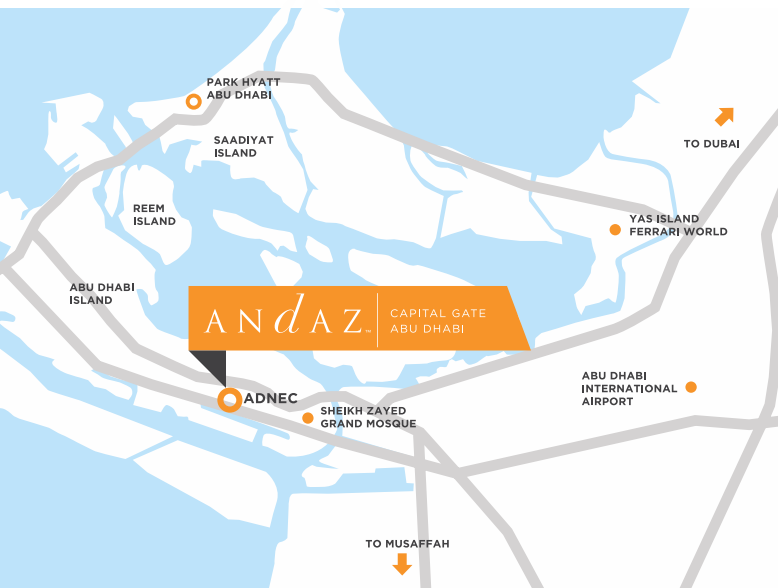 PARK HYATT
ABU DHABI
SAADIYAT
ISLAND
TO DUBAI
REEM
ISLAND
YAS ISLAND
FERRARI WORLD
ABU DHABI
ISLAND
ANdAZ™
CAPITAL GATE
ABU DHABI
ABU DHABI
INTERNATIONAL
AIRPORT
ADNEC
SHEIKH ZAYED
GRAND MOSQUE
TO MUSAFFAH